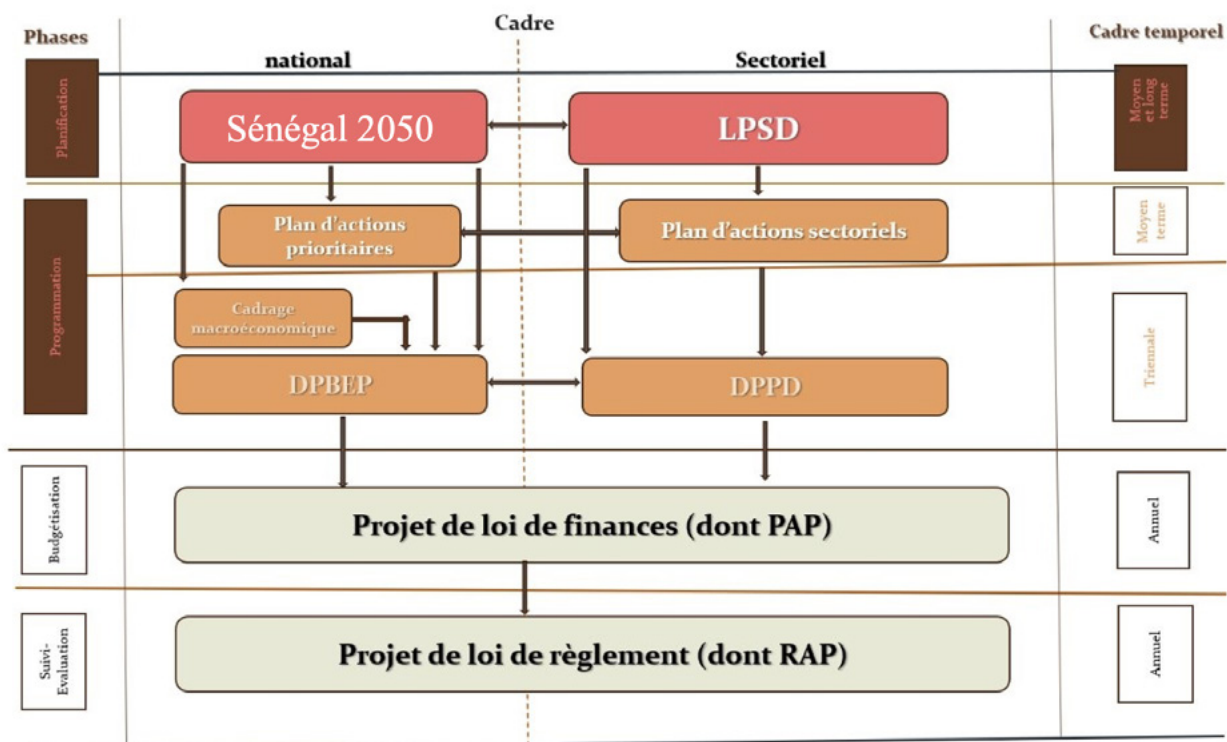 Cadre
Phases
Cadre temporel
national
Sectoriel
Planification
Sénégal 2050
LPSD
Moyen
et long
terme
Programmation
Plan d'actions
prioritaires
Plan d'actions sectoriels
Moyen
terme
Cadrage
macroéconomique
DPBEP
DPPD
Triennale
Budgétisation
Projet de loi de finances (dont PAP)
Annuel
Suivi-
Evaluation
Projet de loi de règlement (dont RAP)
Annuel